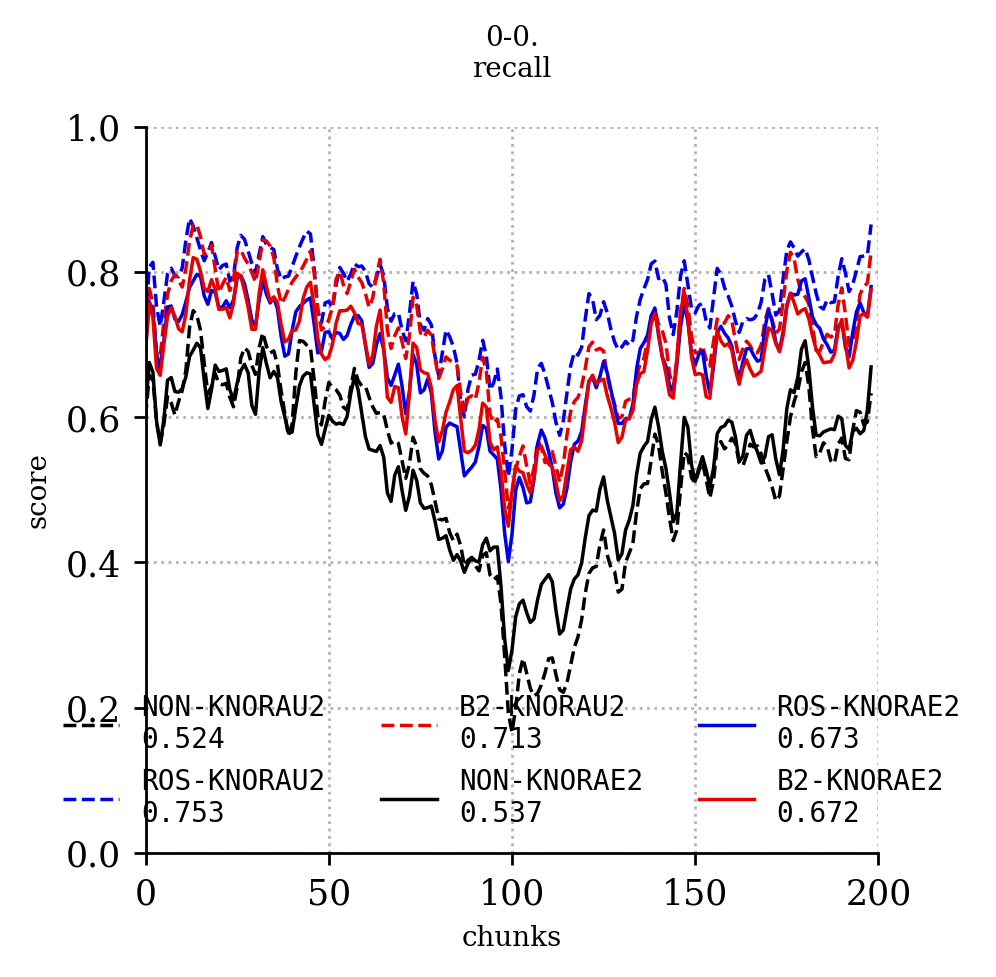 0-0.
recall
1.0
0.8
0.6
0.4
0.2
0.0
score
NON-KNORAU2
0.524
ROS-KNORAU2
0.753
B2-KNORAU2
0.713
NON-KNORAE2
0.537
ROS-KNORAE2
0.673
B2-KNORAE2
0.672
0 50 100 150 200
chunks